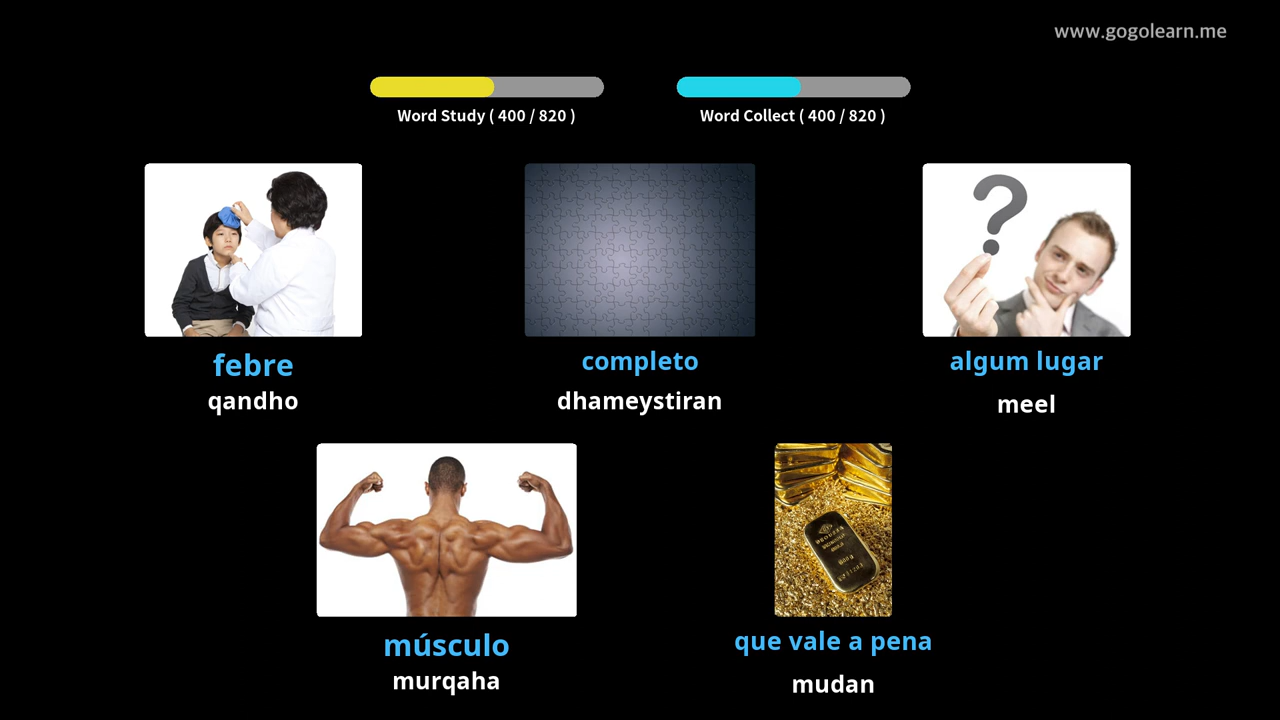 www.gogolearn.me
Word Study ( 400 / 820 )
Word Collect ( 400 / 820 )
febre
qandho
completo
dhameystiran
algum lugar
meel
músculo
murqaha
que vale a pena
mudan